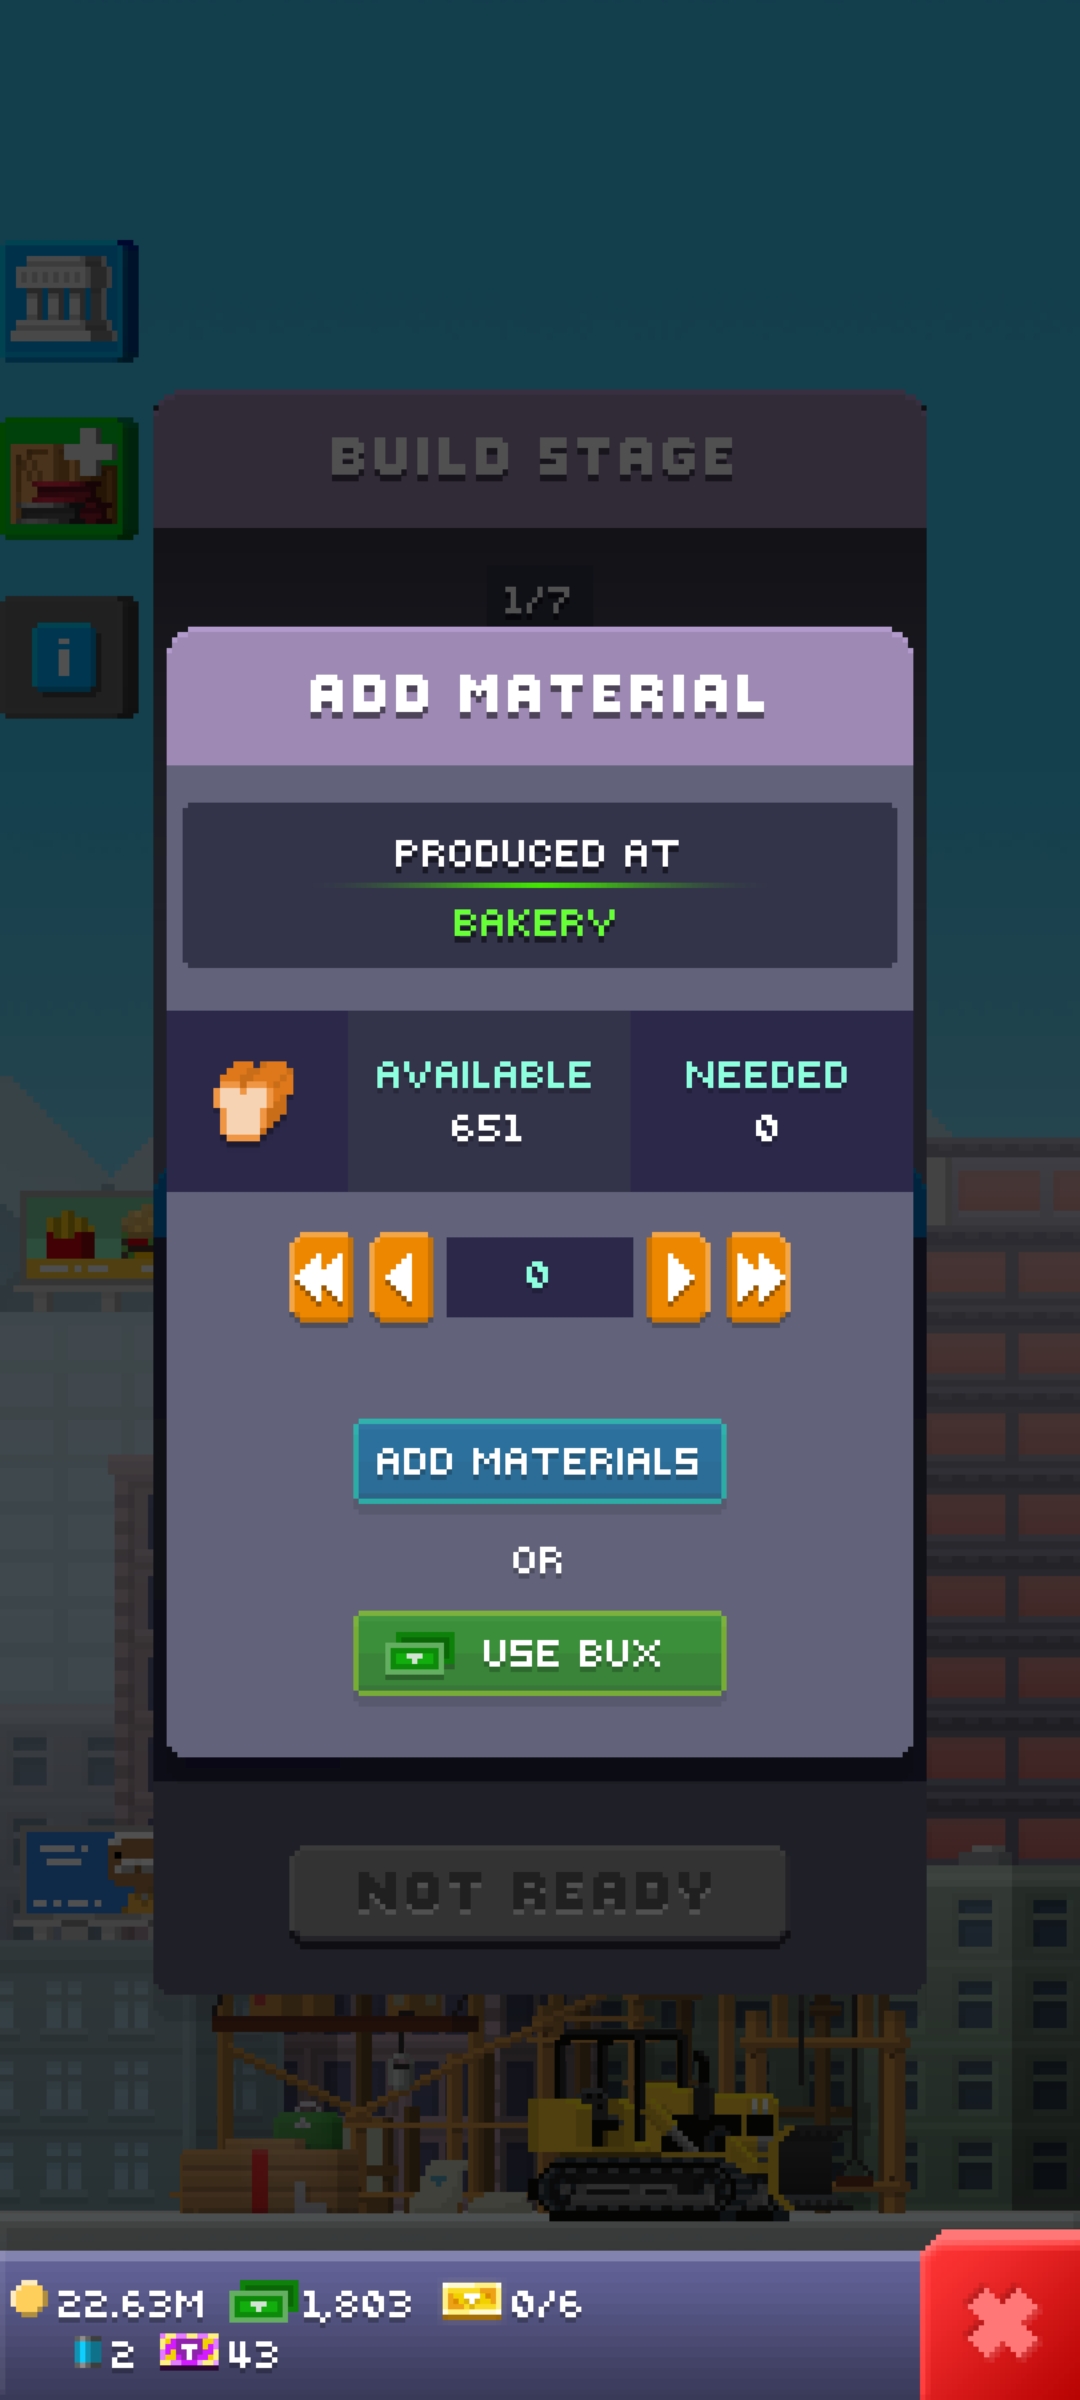 BUILD STAGE
1/7
ADD MATERIAL
PRODUCED AT
BAKERY
AVAILABLE
651
NEEDED
0
0
ADD MATERIALS
OR
USE BUX
NOT READY
22.63M 1,803 0/6
2 43